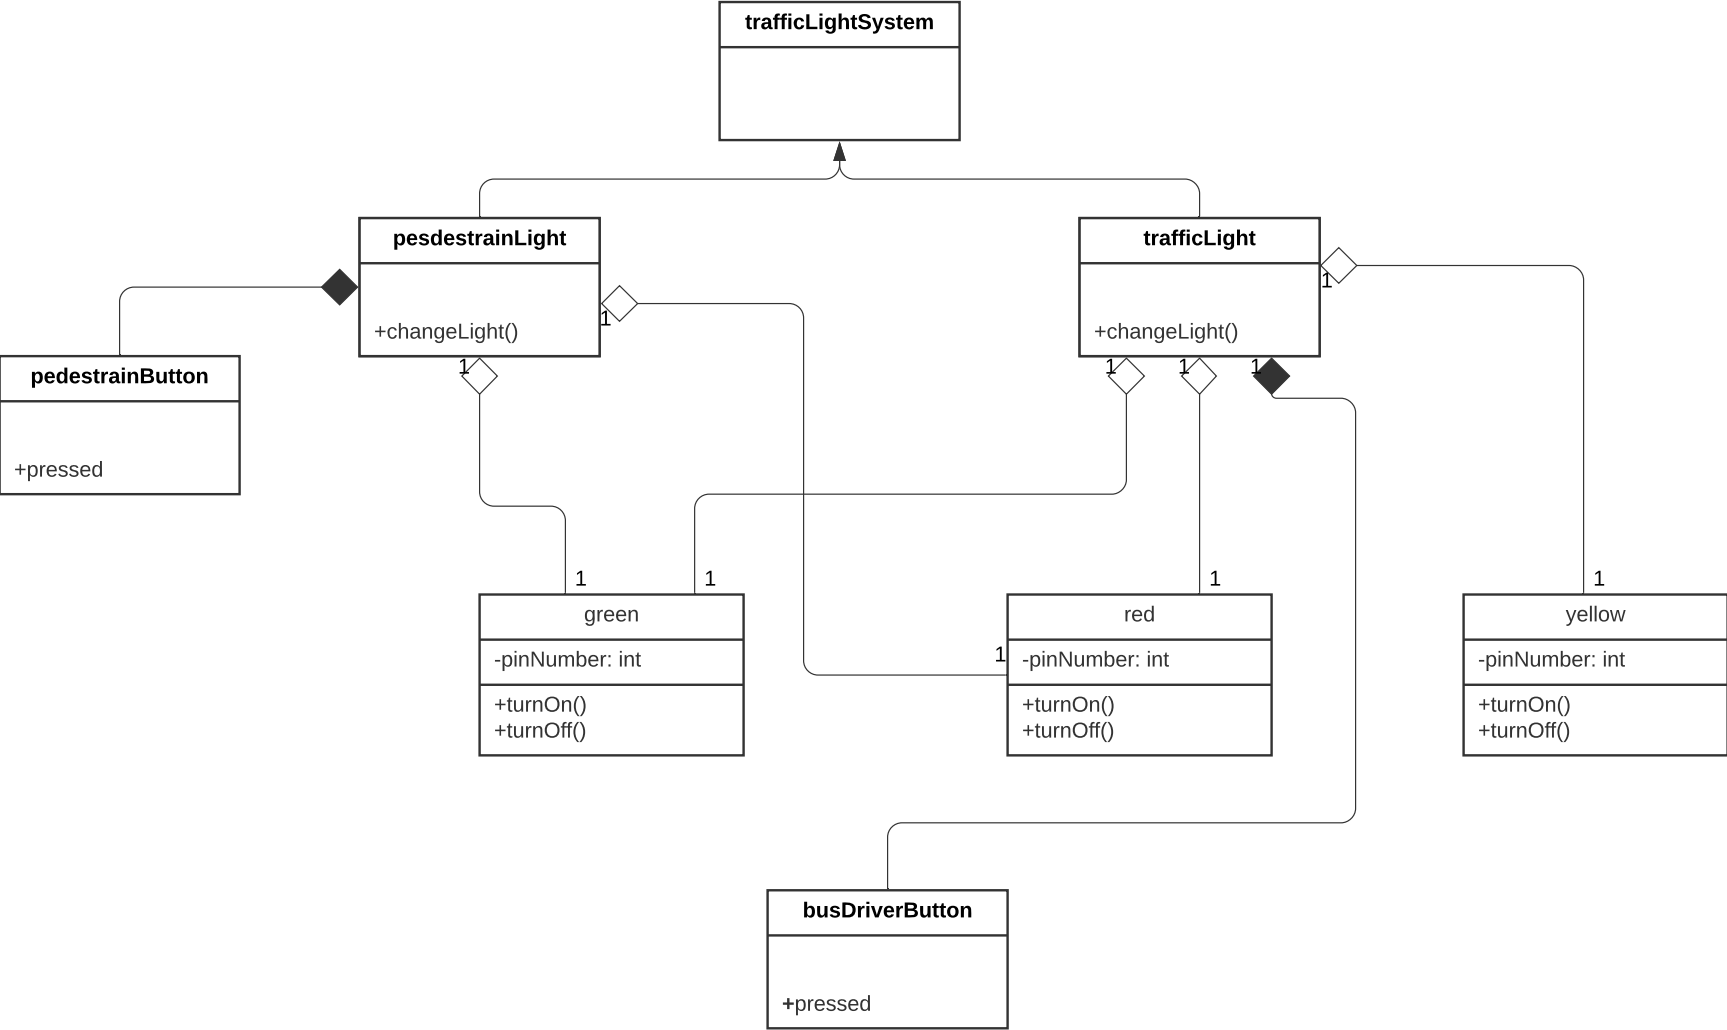 trafficLightSystem
pesdestrainLight
+changeLight()
1
1
trafficLight
+changeLight()
1
1
1
1
pedestrainButton
+pressed
1
1
green
-pinNumber: int
+turnOn()
+turnOff()
1
1
red
-pinNumber: int
+turnOn()
+turnOff()
1
yellow
-pinNumber: int
+turnOn()
+turnOff()
busDriverButton
+pressed